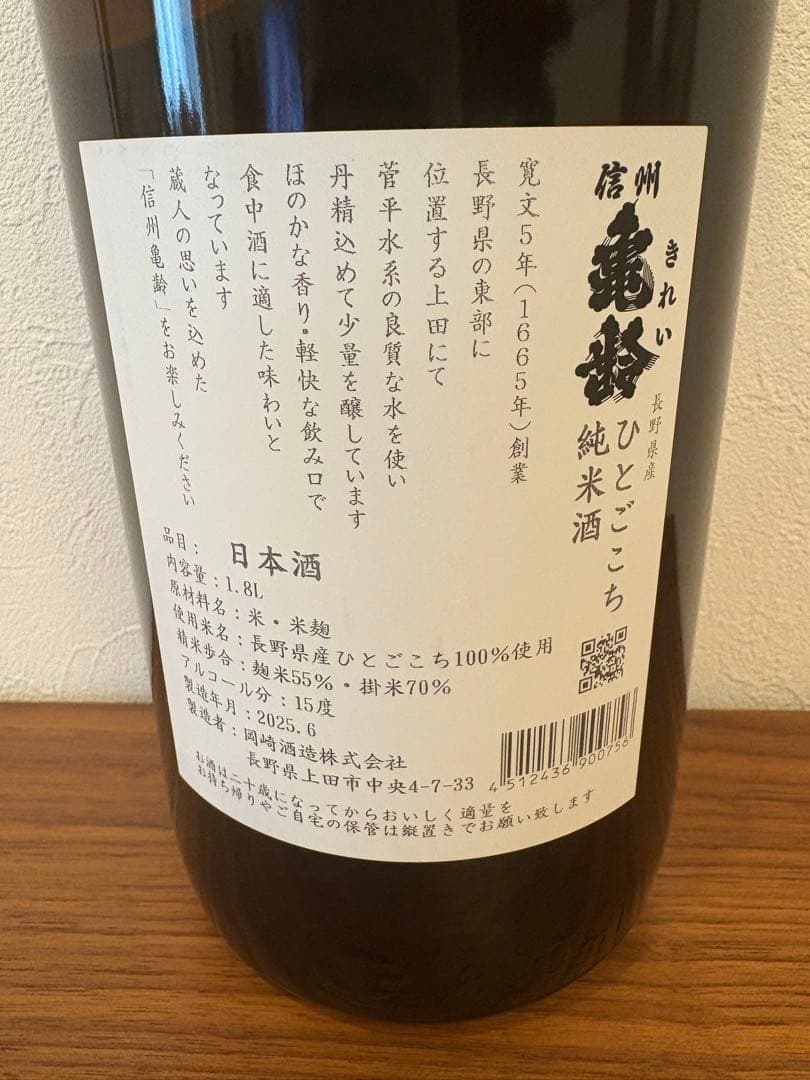 信州
亀齢
きれい
長野県産
ひとごこち
純米酒
寛文5年(1665年)創業
長野県の東部に
位置する上田にて
菅平水系の良質な水を使い
丹精込めて少量を醸しています
ほのかな香り・軽快な飲み口で
食中酒に適した味わいと
なっています
蔵人の思いを込めた
「信州亀齢」をお楽しみください
品目：日本酒
内容量：1.8L
原材料名：米・米麹
使用米名：長野県産ひとごこち100%使用
精米歩合：麹米55%・掛米70%
アルコール分：15度
製造年月：2025.6
製造者：岡崎酒造株式会社
長野県上田市中央4-7-33
4512436900756
お酒は二十歳になってからおいしく適量を
お持ち帰りやご自宅の保管は縦置きでお願い致します